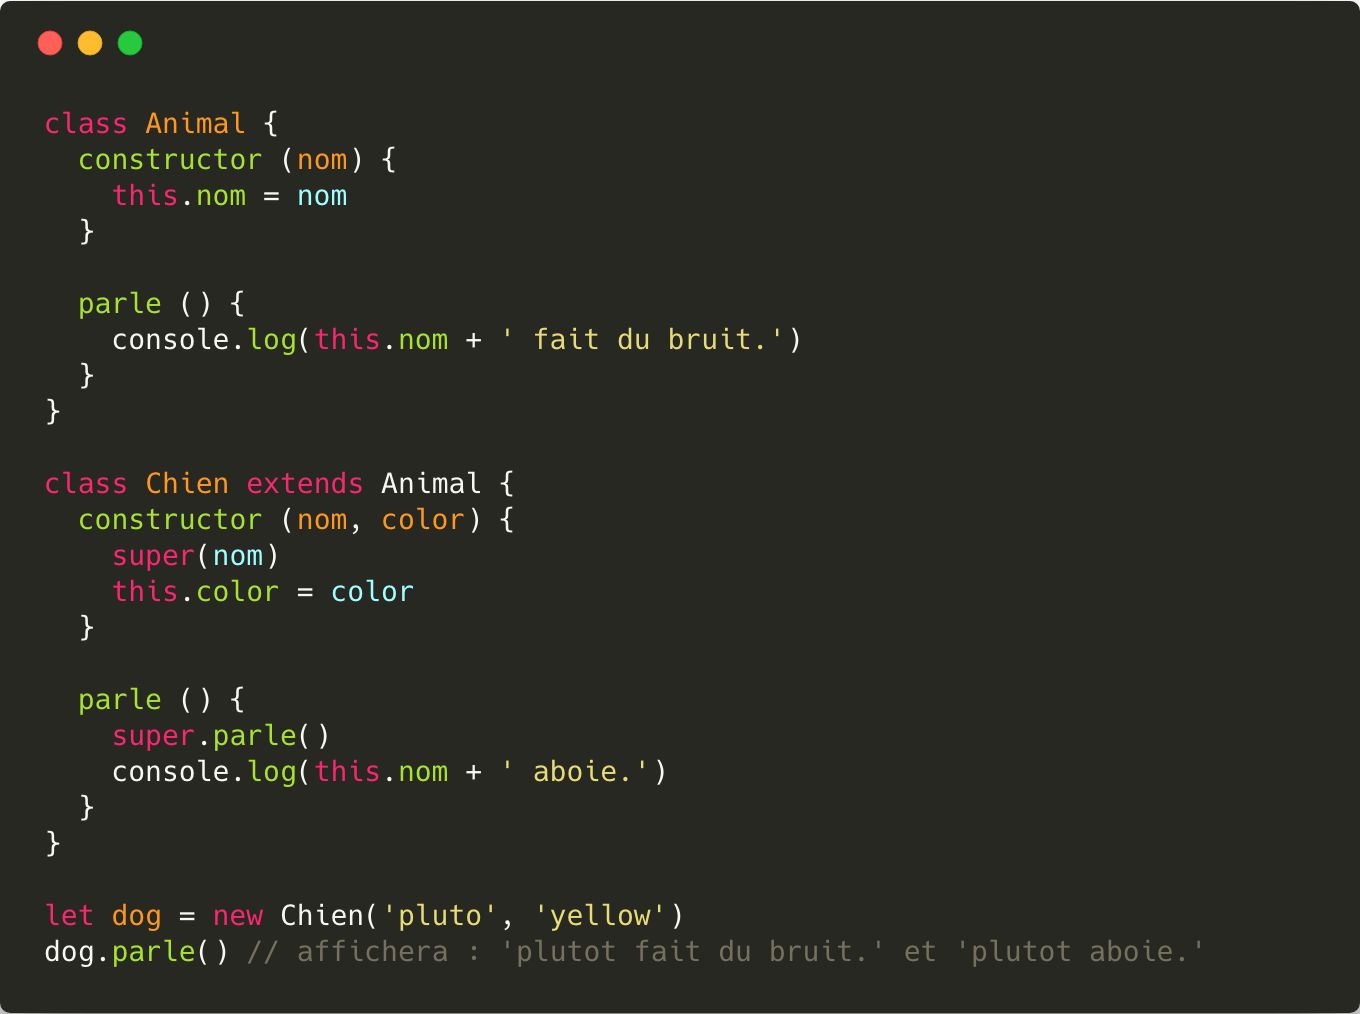 class Animal {
  constructor (nom) {
    this.nom = nom
  }

  parle () {
    console.log(this.nom + ' fait du bruit.')
  }
}

class Chien extends Animal {
  constructor (nom, color) {
    super(nom)
    this.color = color
  }

  parle () {
    super.parle()
    console.log(this.nom + ' aboie.')
  }
}

let dog = new Chien('pluto', 'yellow')
dog.parle() // affichera : 'plutot fait du bruit.' et 'plutot aboie.'